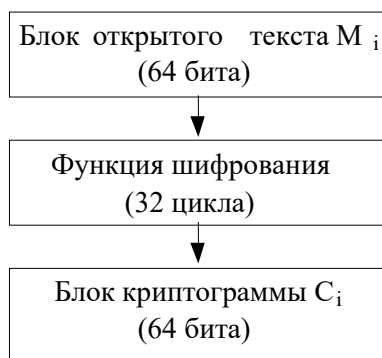 Блок открытого текста M i
(64 бита)
Функция шифрования
(32 цикла)
Блок криптограммы C i
(64 бита)